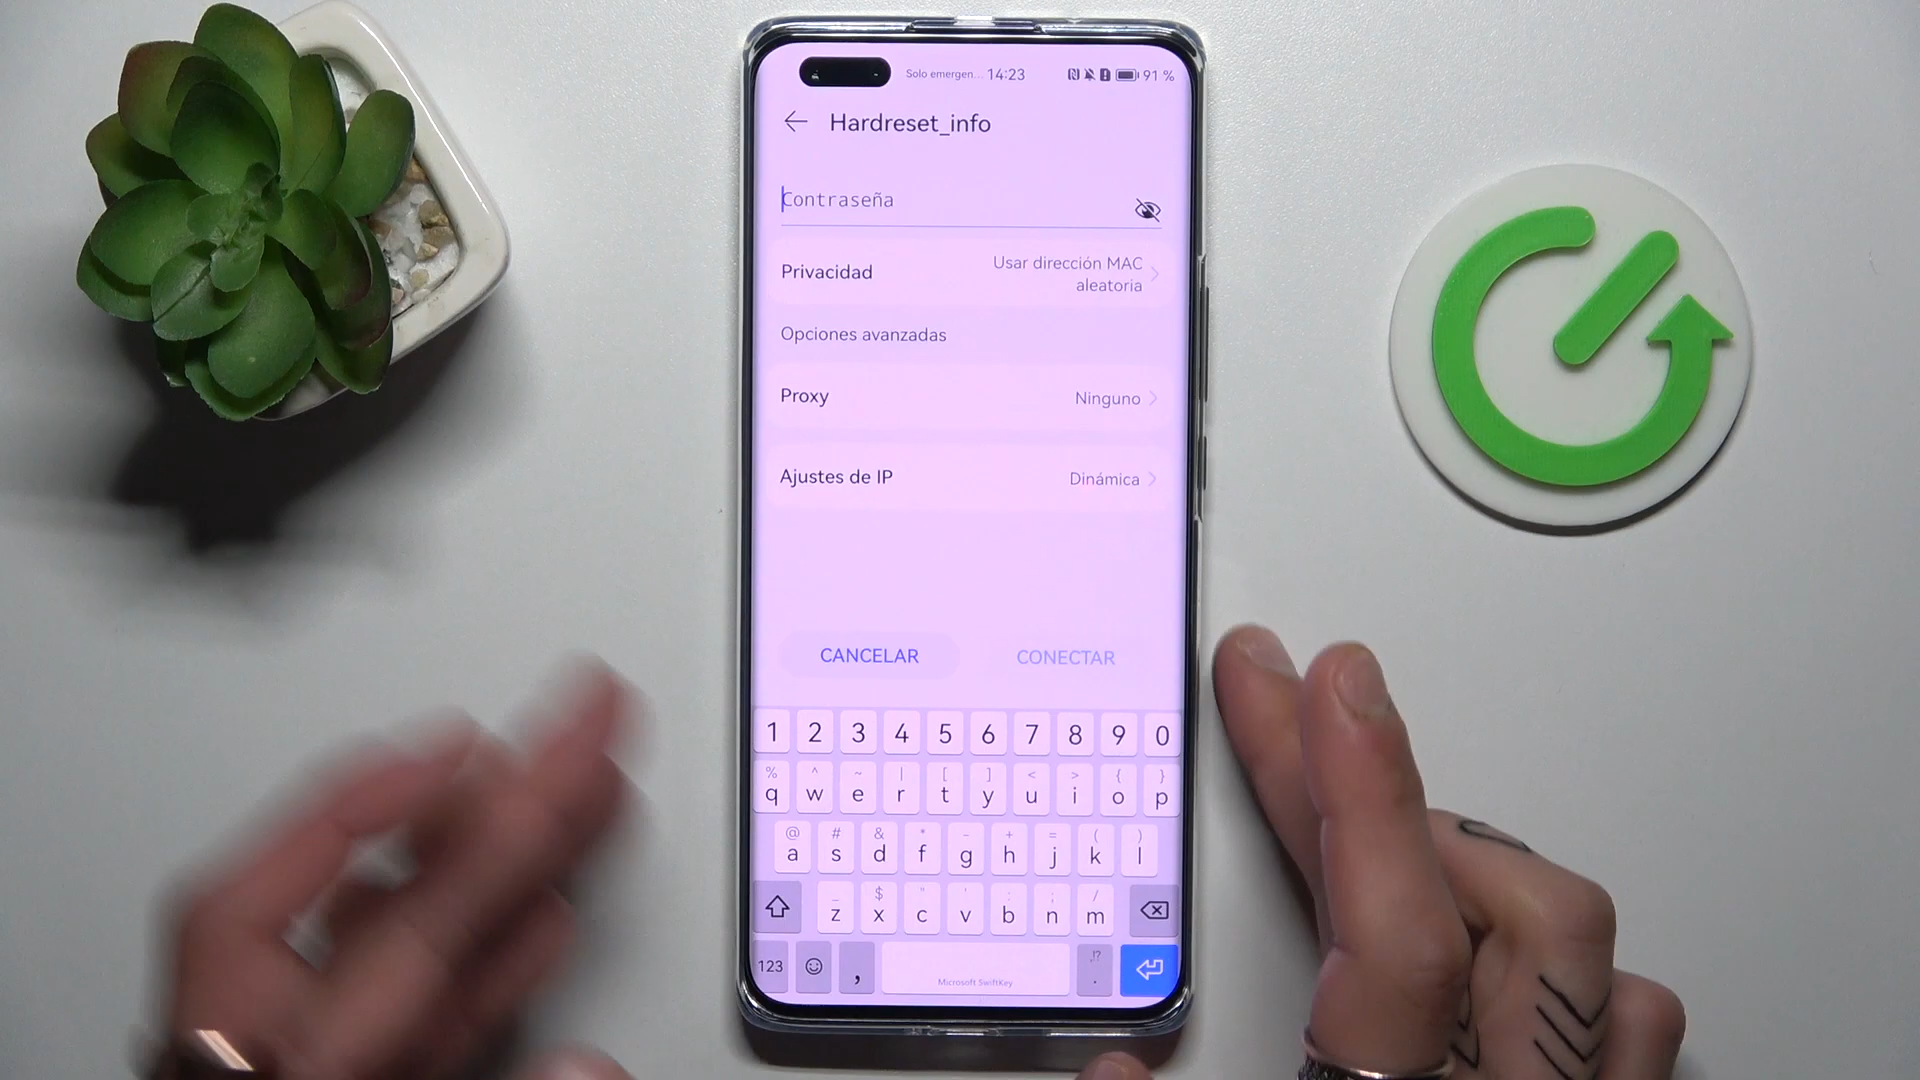 Solo emergen... 14:23 91 %
Hardreset_info
Contraseña
Privacidad
Usar dirección MAC
aleatoria
Opciones avanzadas
Proxy
Ninguno
Ajustes de IP
Dinámica
CANCELAR
CONECTAR
1 2 3 4 5 6 7 8 9 0
% ^ ~ | [ ] < > { }
q w e r t y u i o p
@ # & * - + = ( )
a s d f g h j k l
_ $ " ' : ; /
z x c v b n m
,!?
123 , .
Microsoft SwiftKey